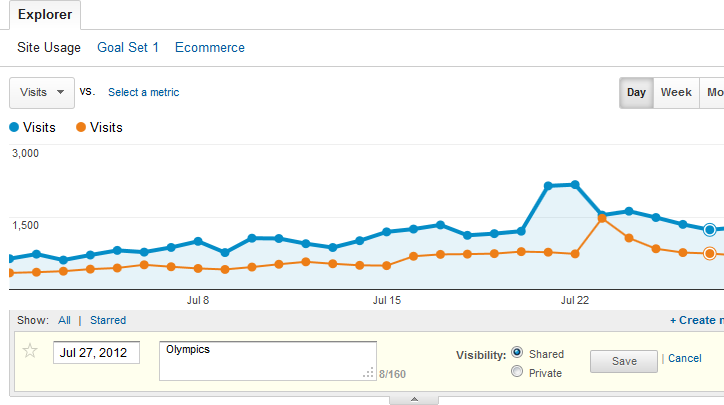 Explorer
Site Usage Goal Set 1 Ecommerce
Visits vs. Select a metric Day Week Mo
Visits Visits
3,000
1,500
Jul 8 Jul 15 Jul 22
Show: All | Starred + Create n
Jul 27, 2012 Olympics Visibility: Shared Save | Cancel
8/160 Private